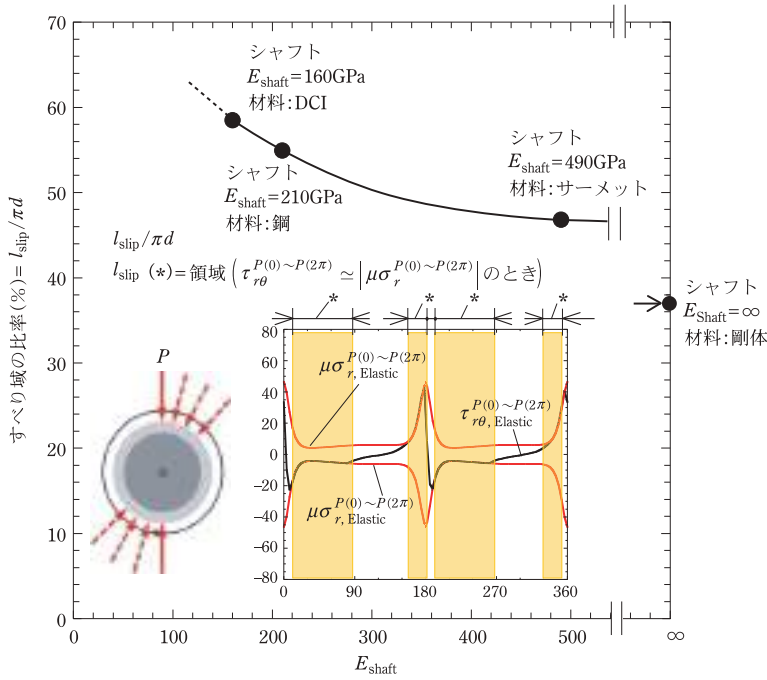 すべり域の比率(%)= l_slip/πd
70
60
50
40
30
20
10
0
シャフト
E_shaft=160GPa
材料:DCI
シャフト
E_shaft=210GPa
材料:鋼
シャフト
E_shaft=490GPa
材料:サーメット
シャフト
E_Shaft=∞
材料:剛体
l_slip/πd
l_slip (*)=領域(τ_rθ^P(0)~P(2π) ≃ |μσ_r^P(0)~P(2π)| のとき)
* * * *
P
80
60
40
20
0
−20
−40
−60
−80
μσ_r, Elastic^P(0)~P(2π)
τ_rθ, Elastic^P(0)~P(2π)
μσ_r, Elastic^P(0)~P(2π)
0 90 180 270 360
0 100 200 300 400 500 ∞
E_shaft